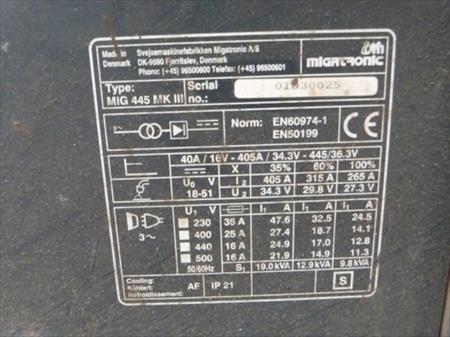 Made in Denmark Svejsemaskinefabrikken Migatronic A/S
DK-9690 Fjerritslev, Denmark
Phone: (+45) 96500600 Telefax: (+45) 96500601
migatronic
Type: MIG 445 MK III Serial no.: 01530025
3~ Norm: EN60974-1
EN50199 CE
40A / 16V - 405A / 34.3V - 445/36.3V
X 35% 60% 100%
U0 V I2 405 A 315 A 265 A
18-51 U2 34.3 V 29.8 V 27.3 V
U1 V I1 A I1 A I1 A
230 35 A 47.6 32.5 24.5
400 25 A 27.4 18.7 14.1
3~ 440 16 A 24.9 17.0 12.8
500 16 A 21.9 14.9 11.3
50/60Hz S1 19.0 kVA 12.9 kVA 9.8 kVA
Cooling:
Kühlart: AF IP 21 S
Refroidissement: